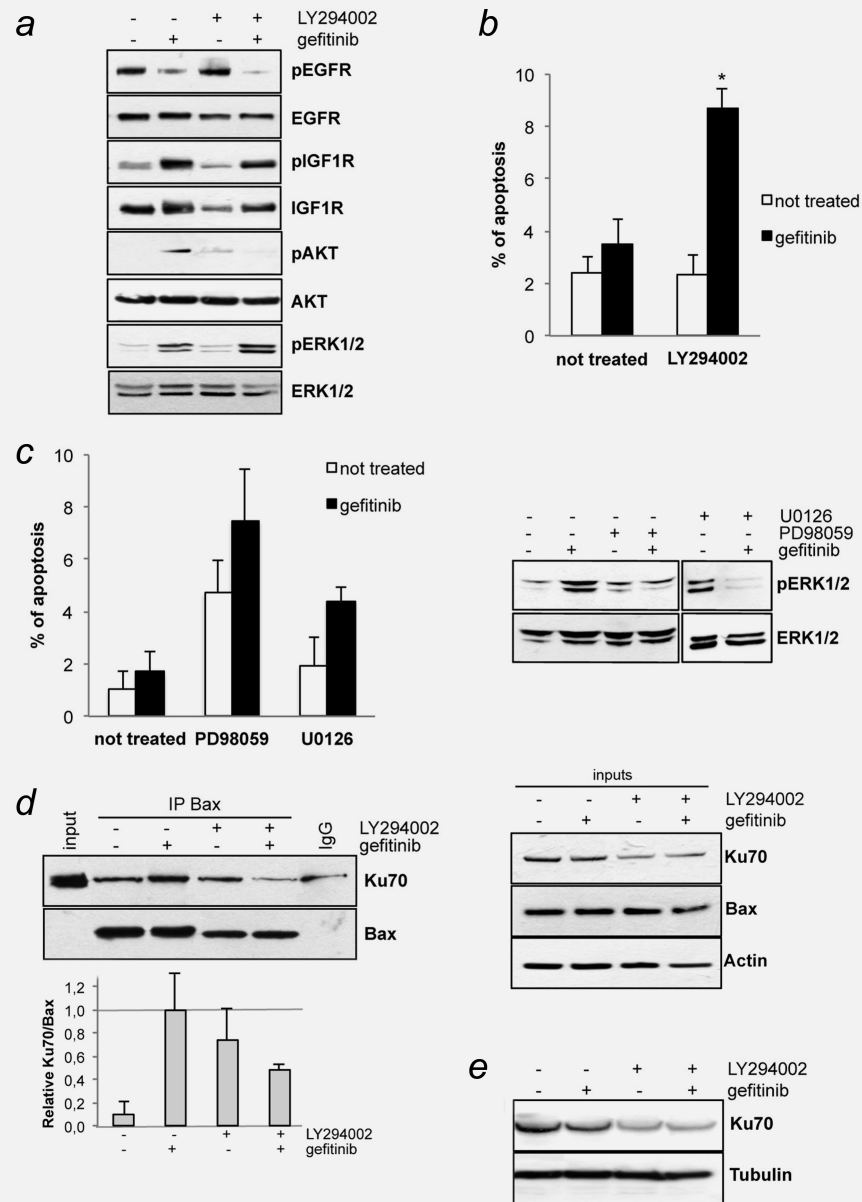 a
- - + + LY294002
- + - + gefitinib
pEGFR
EGFR
pIGF1R
IGF1R
pAKT
AKT
pERK1/2
ERK1/2
b
10
8
6
4
2
0
% of apoptosis
*
not treated
gefitinib
not treated LY294002
c
10
8
6
4
2
0
% of apoptosis
not treated
gefitinib
not treated PD98059 U0126
- - - - + + U0126
- - + + - - PD98059
- + - + - + gefitinib
pERK1/2
ERK1/2
d
IP Bax
input
- - + + LY294002
- + - + gefitinib
IgG
Ku70
Bax
Relative Ku70/Bax
1,2
1,0
0,8
0,6
0,4
0,2
0,0
- - + + LY294002
- + - + gefitinib
inputs
- - + + LY294002
- + - + gefitinib
Ku70
Bax
Actin
e
- - + + LY294002
- + - + gefitinib
Ku70
Tubulin